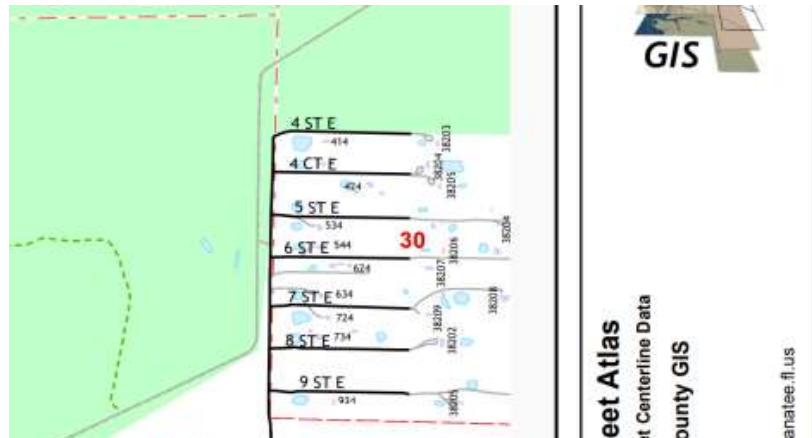 GIS
4 ST E
414
38203
4 CT E
38204
424
38205
5 ST E
534
38204
30
6 ST E
544
38206
624
38207
634
7 ST E
38208
724
38209
734
8 ST E
38202
9 ST E
934
eet Atlas
t Centerline Data
ounty GIS
anatee.fl.us